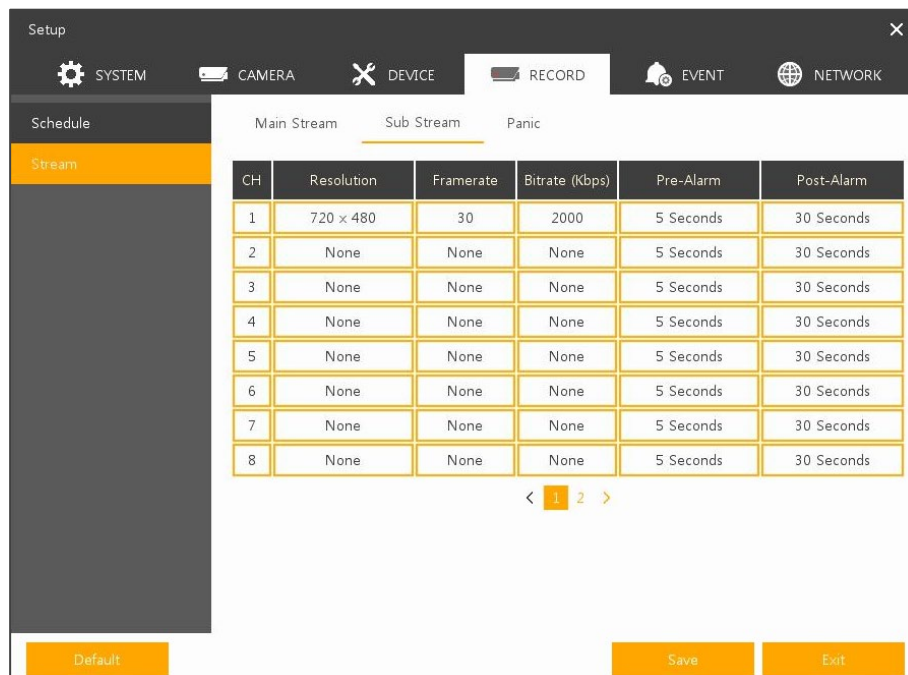 Setup
SYSTEM CAMERA DEVICE RECORD EVENT NETWORK
Schedule
Stream
Main Stream Sub Stream Panic
CH Resolution Framerate Bitrate (Kbps) Pre-Alarm Post-Alarm
1 720 × 480 30 2000 5 Seconds 30 Seconds
2 None None None 5 Seconds 30 Seconds
3 None None None 5 Seconds 30 Seconds
4 None None None 5 Seconds 30 Seconds
5 None None None 5 Seconds 30 Seconds
6 None None None 5 Seconds 30 Seconds
7 None None None 5 Seconds 30 Seconds
8 None None None 5 Seconds 30 Seconds
< 1 2 >
Default Save Exit